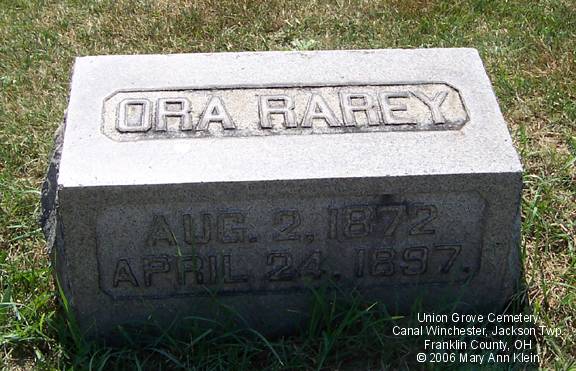 ORA RAREY
AUG. 2, 1872
APRIL 24, 1897.
Union Grove Cemetery
Canal Winchester, Jackson Twp.
Franklin County, OH
© 2006 Mary Ann Klein